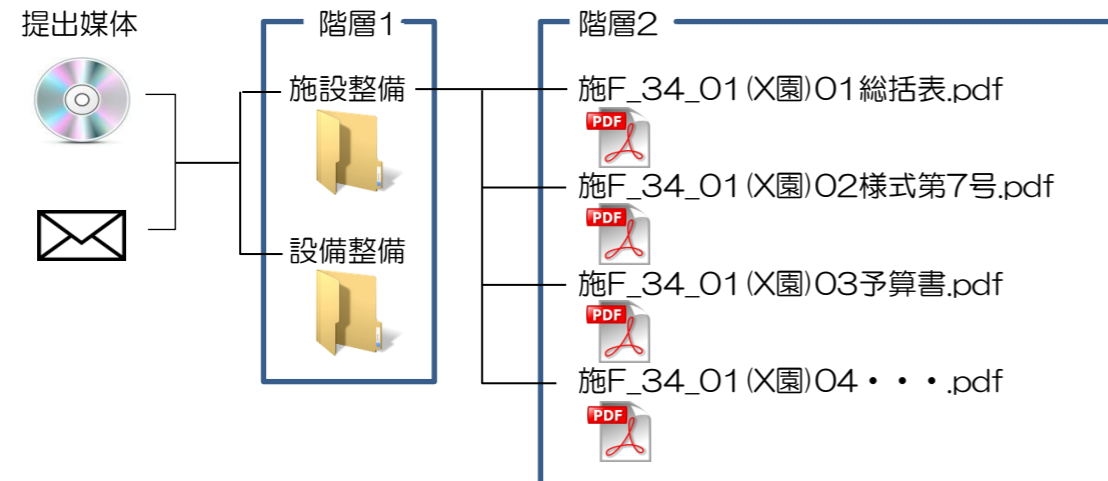 提出媒体
階層1
階層2
施設整備
設備整備
施F_34_01(X園)01総括表.pdf
PDF
施F_34_01(X園)02様式第7号.pdf
PDF
施F_34_01(X園)03予算書.pdf
PDF
施F_34_01(X園)04・・・.pdf
PDF